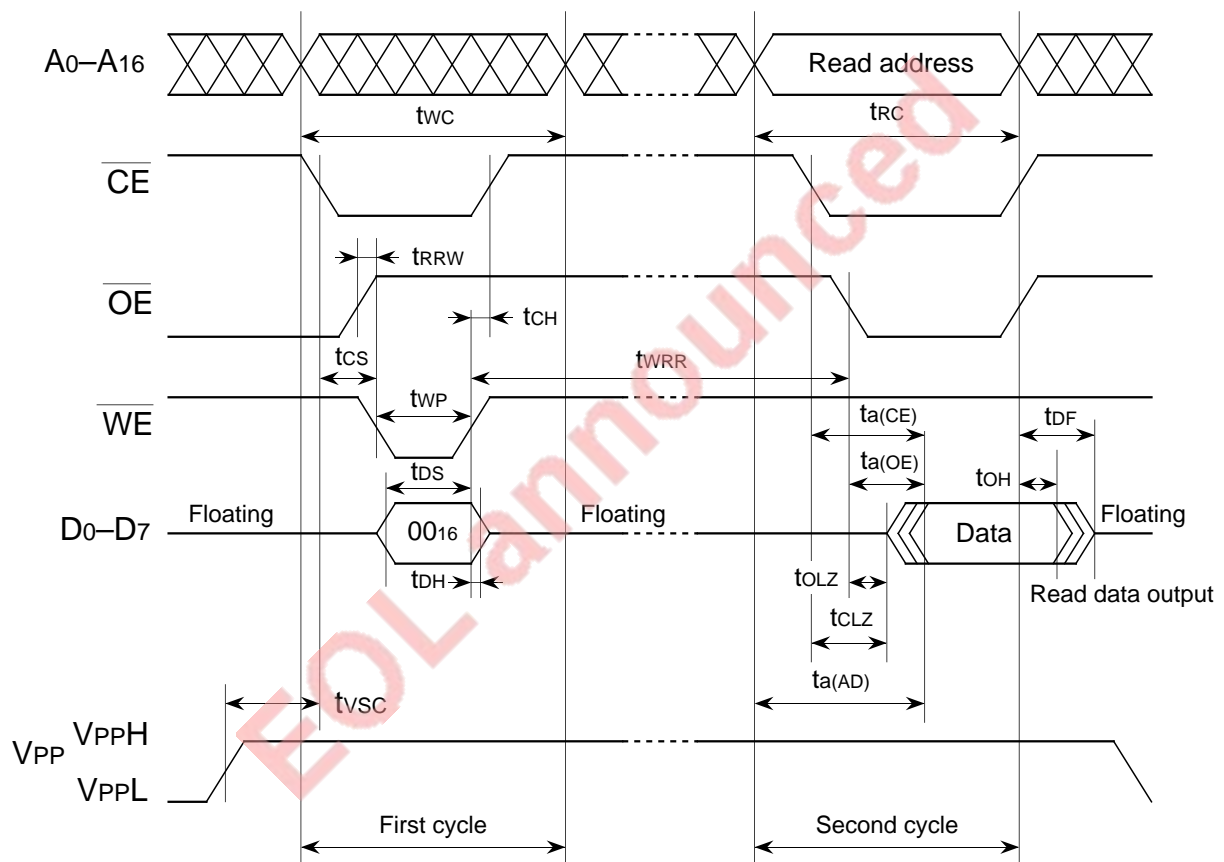 A0–A16
Read address
tWC
tRC
CE
tRRW
OE
tCH
tCS
tWRR
tWP
WE
ta(CE)
tDF
ta(OE)
tDS
tOH
Floating
Floating
Floating
D0–D7
0016
Data
tDH
tOLZ
Read data output
tCLZ
ta(AD)
tVSC
VPP
VPPH
VPPL
First cycle
Second cycle
EOL announced